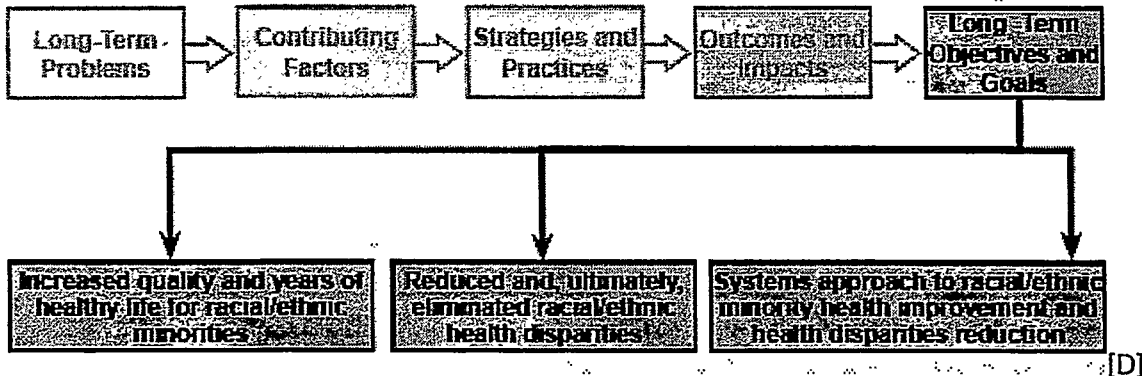 Long-Term
Problems
Contributing
Factors
Strategies and
Practices
Outcomes and
Impacts
Long-Term
Objectives and
Goals
Increased quality and years of
healthy life for racial/ethnic
minorities
Reduced and, ultimately,
eliminated racial/ethnic
health disparities
Systems approach to racial/ethnic
minority health improvement and
health disparities reduction
[D]